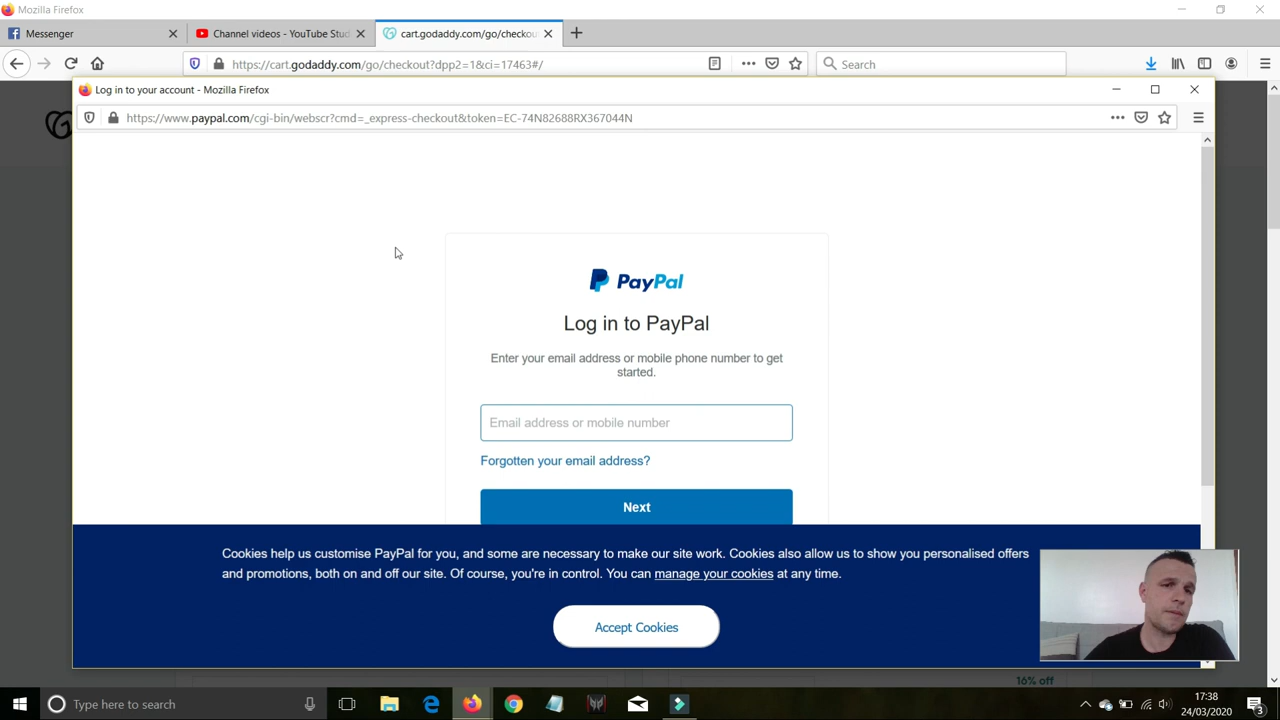 Mozilla Firefox
Messenger
Channel videos - YouTube Stud
cart.godaddy.com/go/checkou
https://cart.godaddy.com/go/checkout?dpp2=1&ci=17463#/
Search
Log in to your account - Mozilla Firefox
https://www.paypal.com/cgi-bin/webscr?cmd=_express-checkout&token=EC-74N82688RX367044N
PayPal
Log in to PayPal
Enter your email address or mobile phone number to get
started.
Email address or mobile number
Forgotten your email address?
Next
Cookies help us customise PayPal for you, and some are necessary to make our site work. Cookies also allow us to show you personalised offers
and promotions, both on and off our site. Of course, you're in control. You can manage your cookies at any time.
Accept Cookies
16% off
Type here to search
17:38
24/03/2020
3